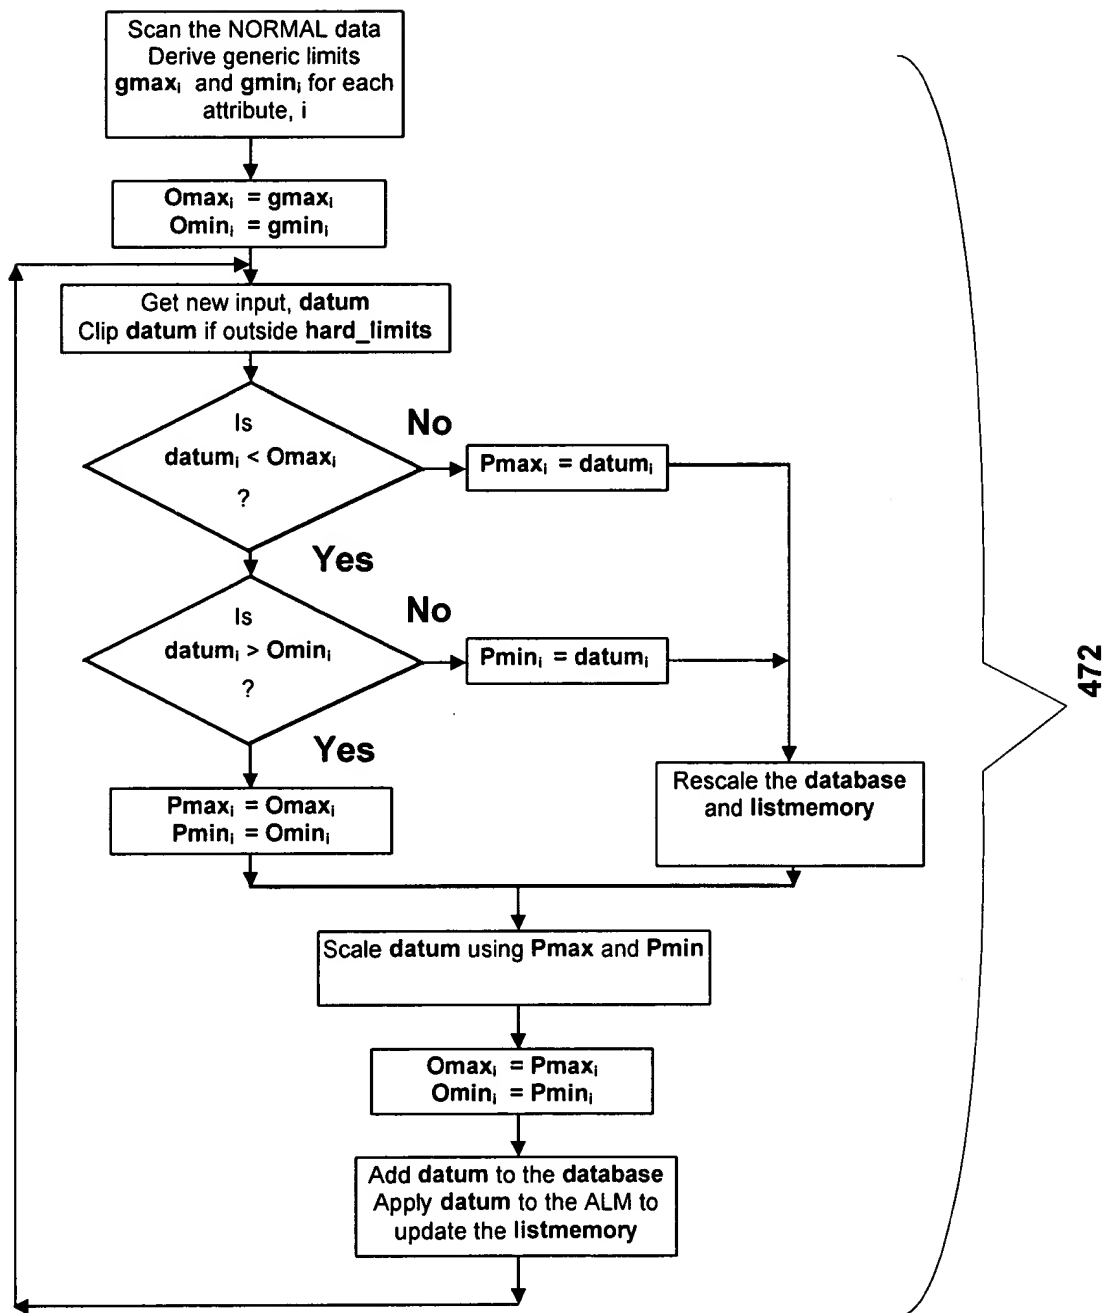 Scan the NORMAL data
Derive generic limits
gmaxᵢ and gminᵢ for each
attribute, i
Omaxᵢ = gmaxᵢ
Ominᵢ = gminᵢ
Get new input, datum
Clip datum if outside hard_limits
Is
datumᵢ < Omaxᵢ
?
No
Pmaxᵢ = datumᵢ
Yes
Is
datumᵢ > Ominᵢ
?
No
Pminᵢ = datumᵢ
Yes
Pmaxᵢ = Omaxᵢ
Pminᵢ = Ominᵢ
Rescale the database
and listmemory
Scale datum using Pmax and Pmin
Omaxᵢ = Pmaxᵢ
Ominᵢ = Pminᵢ
Add datum to the database
Apply datum to the ALM to
update the listmemory
472